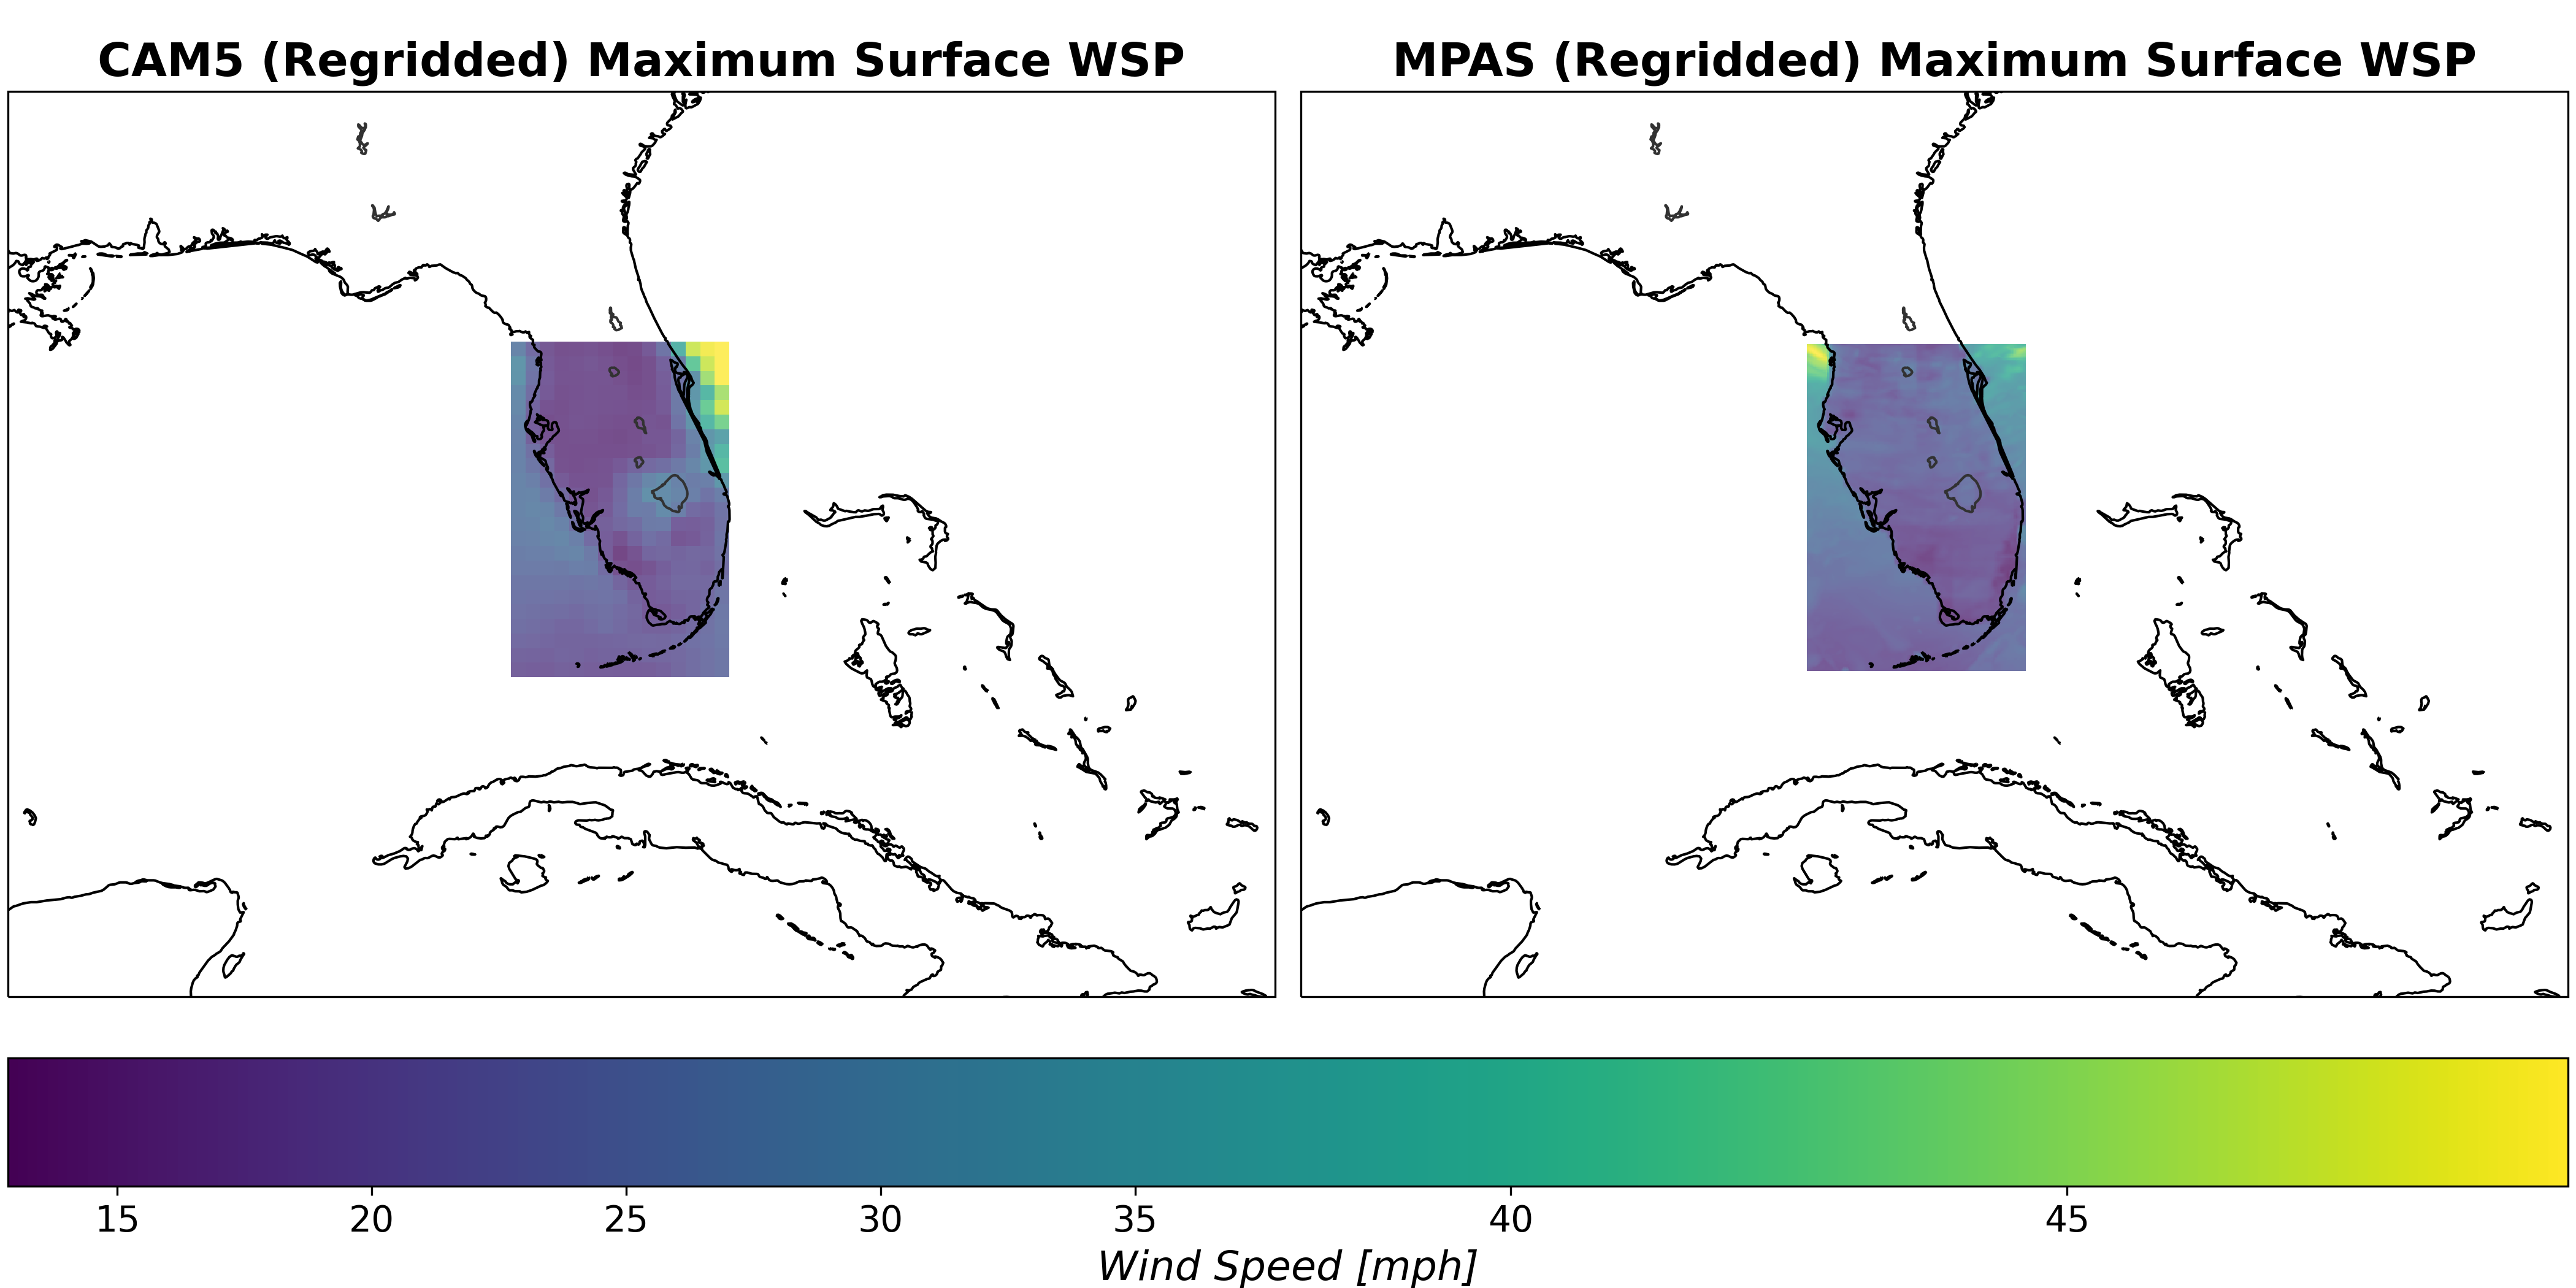 CAM5 (Regridded) Maximum Surface WSP
MPAS (Regridded) Maximum Surface WSP
15 20 25 30 35 40 45
Wind Speed [mph]